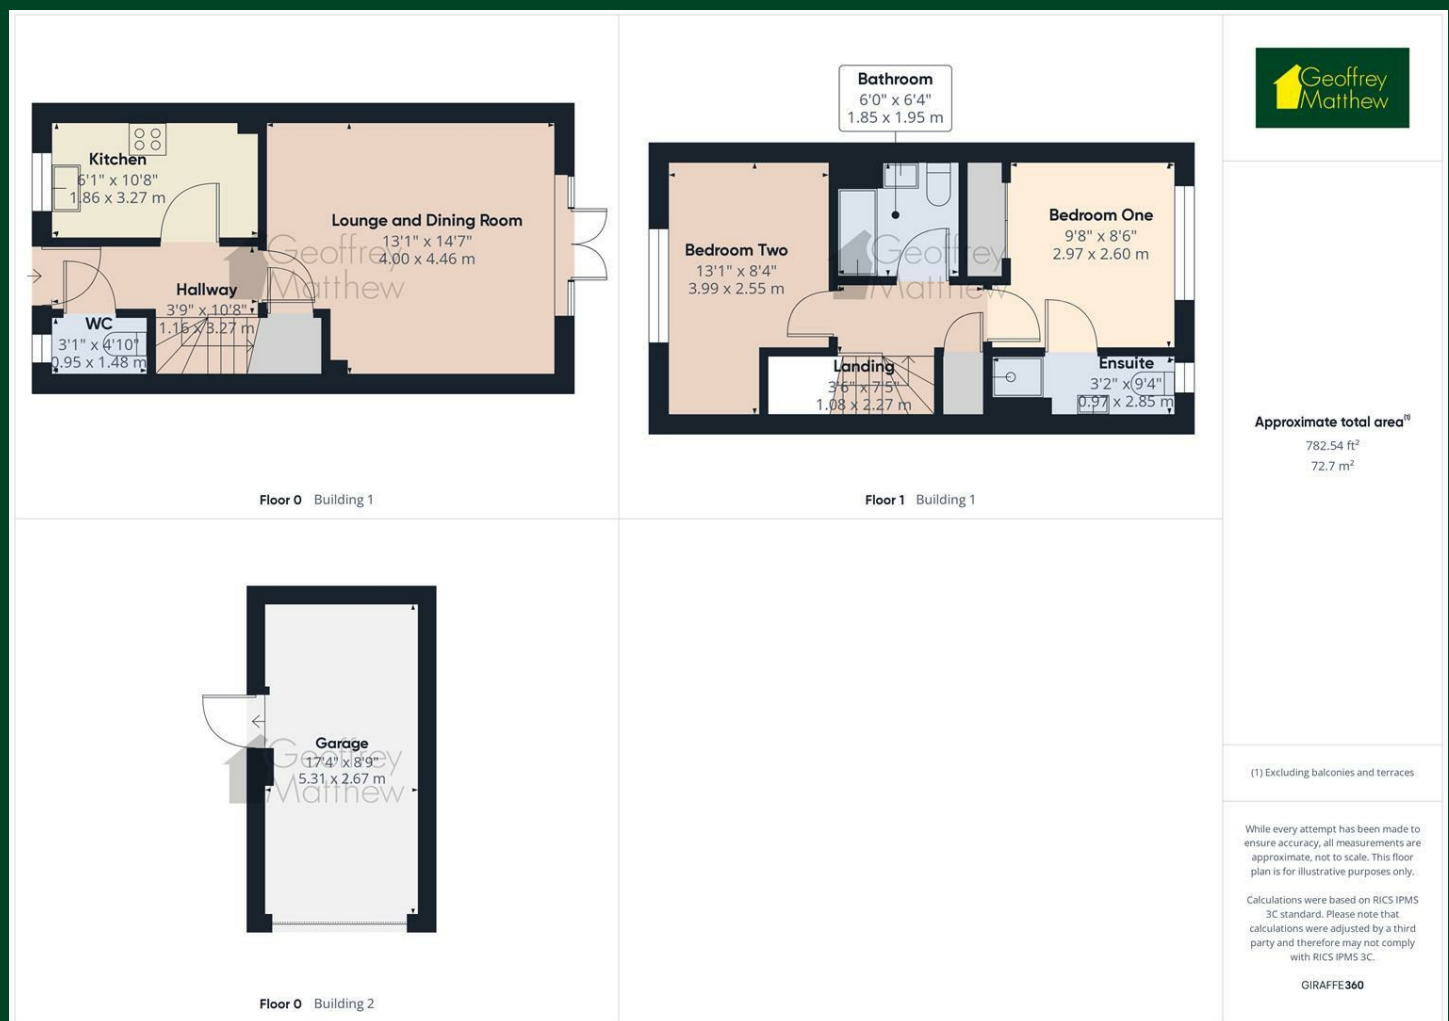 Kitchen
6'1" x 10'8"
1.86 x 3.27 m
Lounge and Dining Room
13'1" x 14'7"
4.00 x 4.46 m
Geoffrey
Matthew
Hallway
3'9" x 10'8"
1.16 x 3.27 m
WC
3'1" x 4'10"
0.95 x 1.48 m
Floor 0 Building 1
Bathroom
6'0" x 6'4"
1.85 x 1.95 m
Bedroom Two
13'1" x 8'4"
3.99 x 2.55 m
Geoffrey
Matthew
Bedroom One
9'8" x 8'6"
2.97 x 2.60 m
Landing
3'6" x 7'5"
1.08 x 2.27 m
Ensuite
3'2" x 9'4"
0.97 x 2.85 m
Floor 1 Building 1
Garage
17'4" x 8'9"
5.31 x 2.67 m
Geoffrey
Matthew
Floor 0 Building 2
Geoffrey
Matthew
Approximate total area(1)
782.54 ft²
72.7 m²
(1) Excluding balconies and terraces
While every attempt has been made to
ensure accuracy, all measurements are
approximate, not to scale. This floor
plan is for illustrative purposes only.
Calculations were based on RICS IPMS
3C standard. Please note that
calculations were adjusted by a third
party and therefore may not comply
with RICS IPMS 3C.
GIRAFFE360